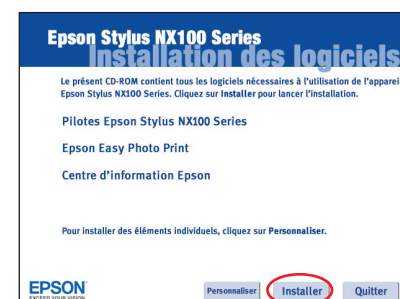 Epson Stylus NX100 Series
Installation des logiciels
Le présent CD-ROM contient tous les logiciels nécessaires à l'utilisation de l'appareil
Epson Stylus NX100 Series. Cliquez sur Installer pour lancer l'installation.
Pilotes Epson Stylus NX100 Series
Epson Easy Photo Print
Centre d'information Epson
Pour installer des éléments individuels, cliquez sur Personnaliser.
EPSON
EXCEED YOUR VISION
Personnaliser Installer Quitter